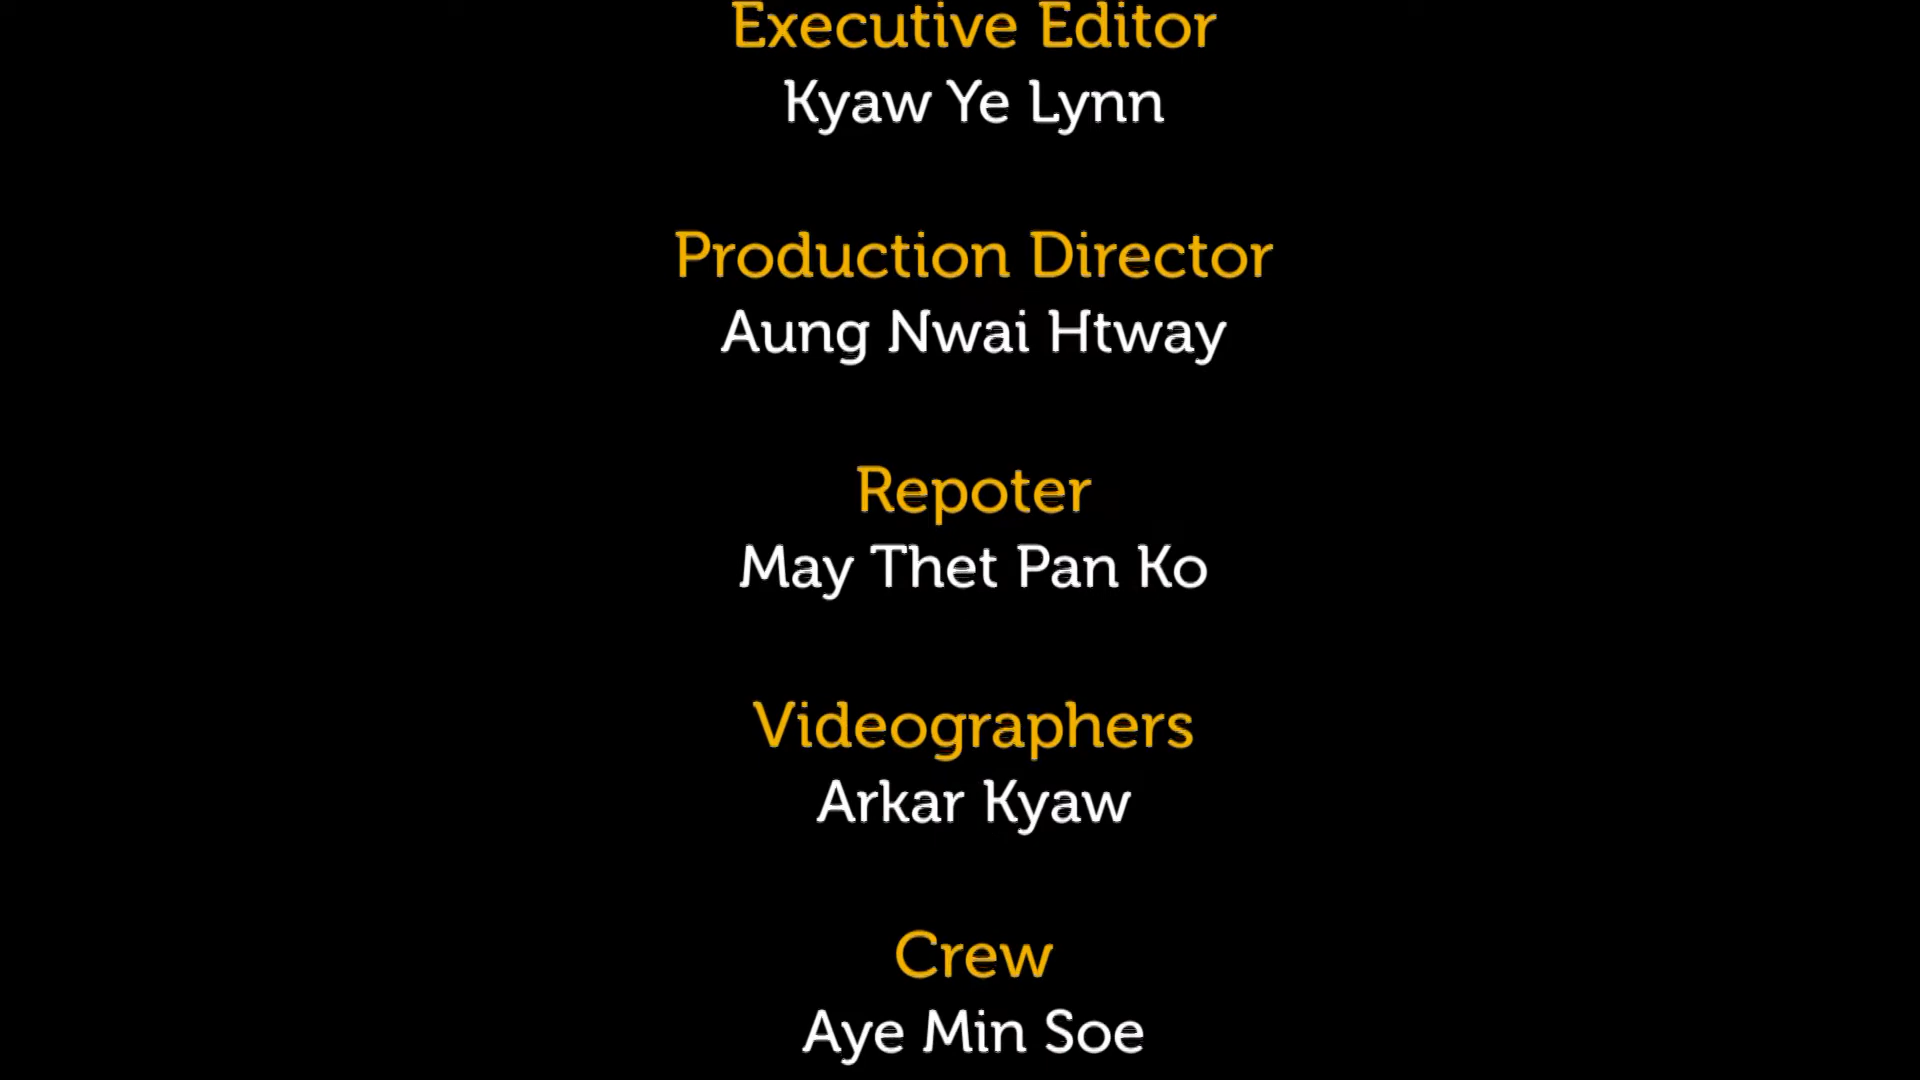 Executive Editor
Kyaw Ye Lynn
Production Director
Aung Nwai Htway
Repoter
May Thet Pan Ko
Videographers
Arkar Kyaw
Crew
Aye Min Soe